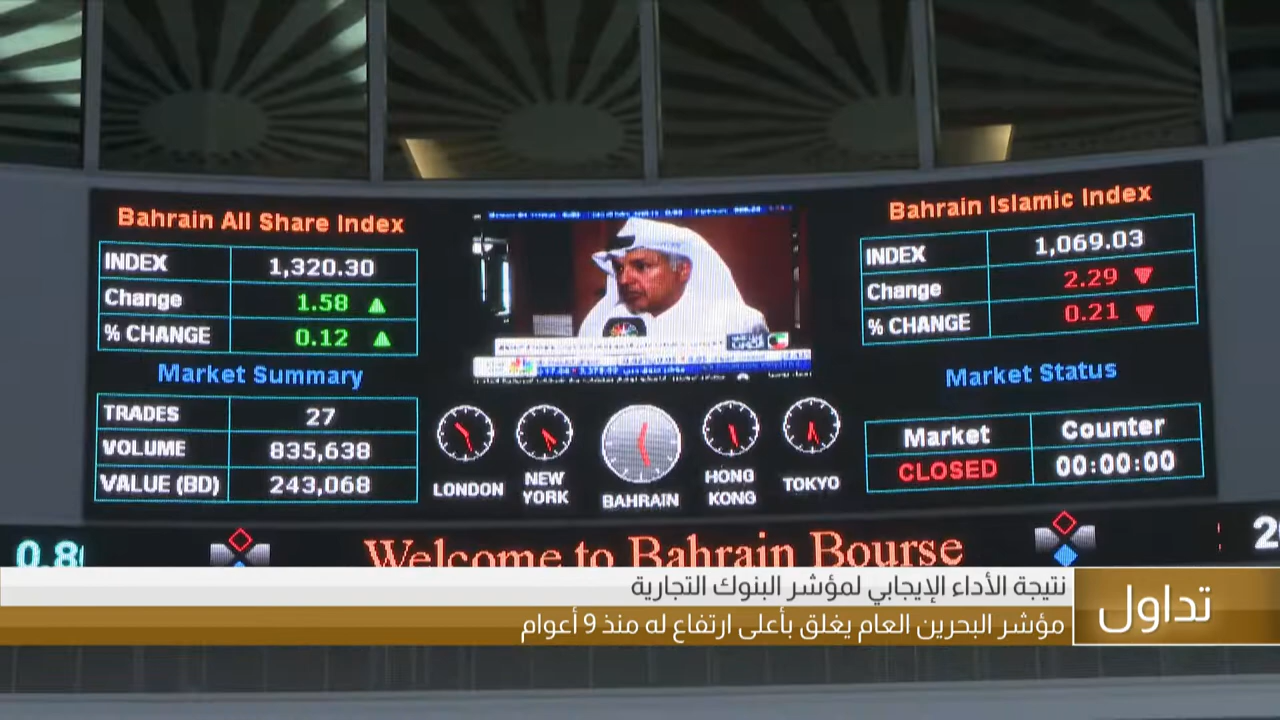 Bahrain All Share Index
INDEX 1,320.30
Change 1.58
% CHANGE 0.12
Market Summary
TRADES 27
VOLUME 835,638
VALUE (BD) 243,068
LONDON
NEW YORK
BAHRAIN
HONG KONG
TOKYO
Bahrain Islamic Index
INDEX 1,069.03
Change 2.29
% CHANGE 0.21
Market Status
Market Counter
CLOSED 00:00:00
Welcome to Bahrain Bourse
تداول
نتيجة الأداء الإيجابي لمؤشر البنوك التجارية
مؤشر البحرين العام يغلق بأعلى ارتفاع له منذ 9 أعوام